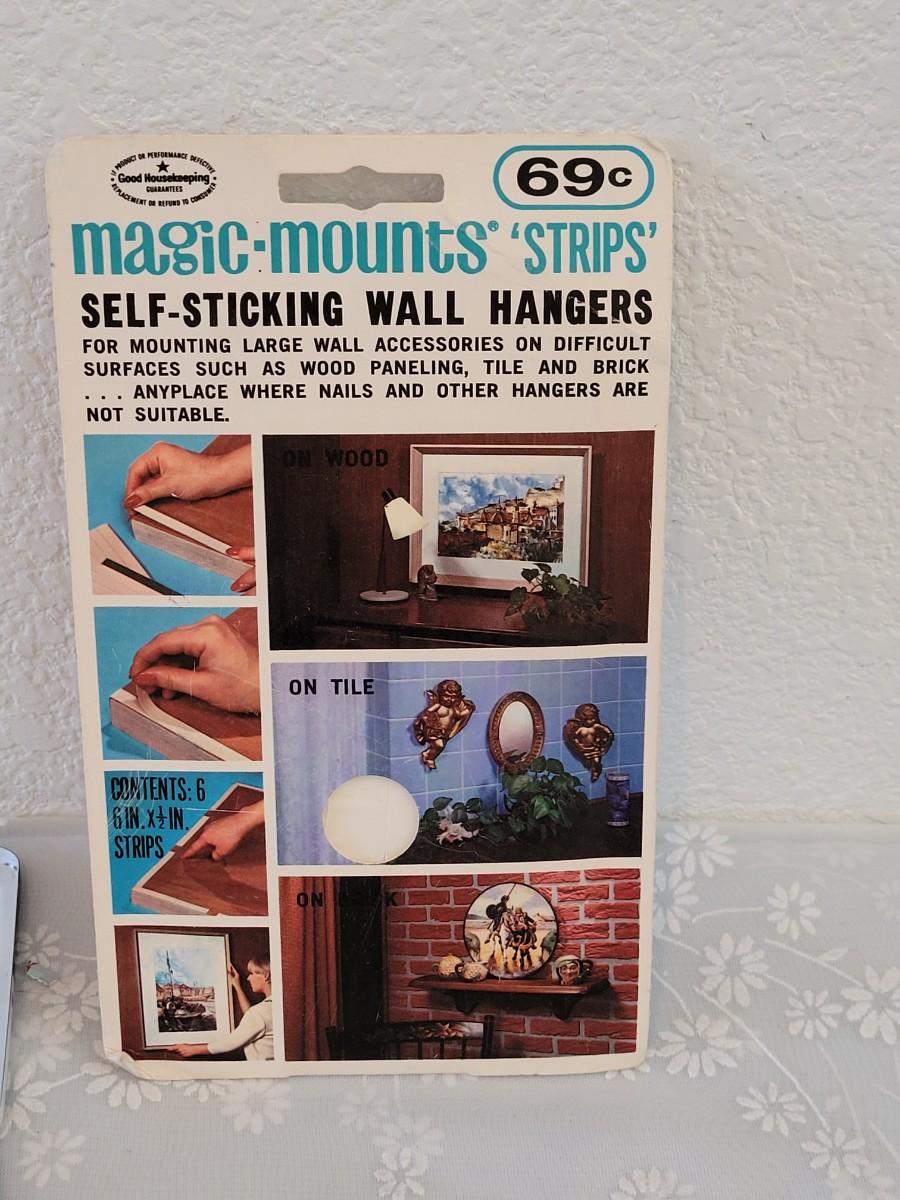 IF PRODUCT OR PERFORMANCE DEFECTIVE
★
Good Housekeeping
GUARANTEES
REPLACEMENT OR REFUND TO CONSUMER
69c
magic-mounts® 'STRIPS'
SELF-STICKING WALL HANGERS
FOR MOUNTING LARGE WALL ACCESSORIES ON DIFFICULT
SURFACES SUCH AS WOOD PANELING, TILE AND BRICK
. . . ANYPLACE WHERE NAILS AND OTHER HANGERS ARE
NOT SUITABLE.
ON WOOD
ON TILE
CONTENTS: 6
6 IN. x ½ IN.
STRIPS
ON BRICK